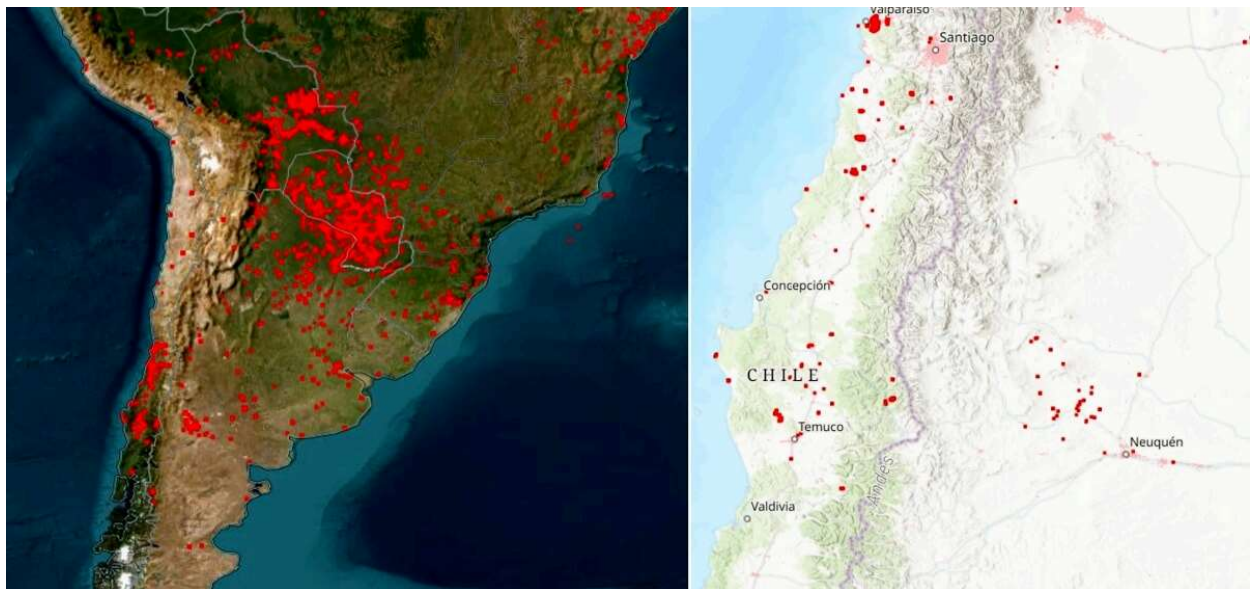 Valparaíso
Santiago
Concepción
CHILE
Temuco
Neuquén
Andes
Valdivia